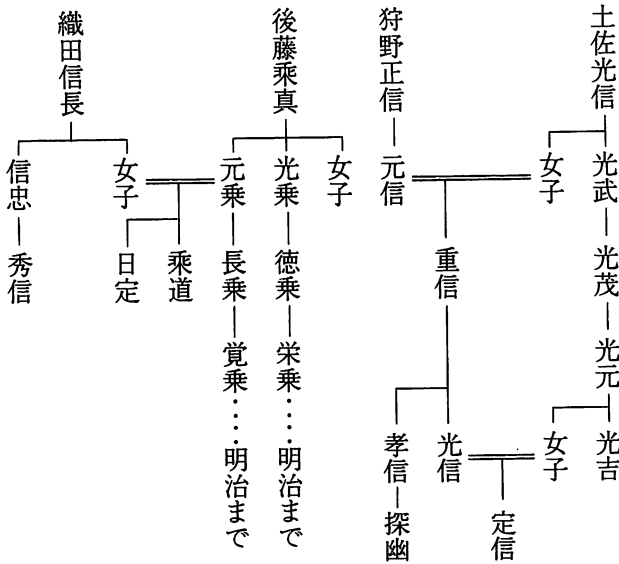 土佐光信
光武―光茂―光元
光吉
女子
女子
定信
狩野正信―元信
重信
光信
孝信―探幽
後藤乗真
女子
光乗―徳乗―栄乗‥‥明治まで
元乗―長乗―覚乗‥‥明治まで
乗道
日定
織田信長
女子
信忠―秀信